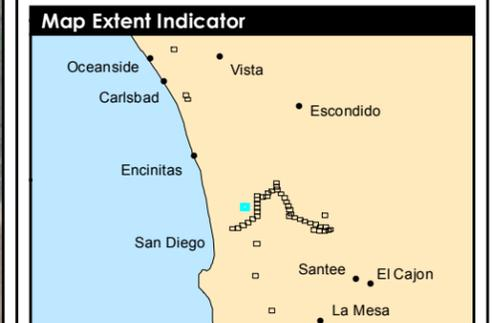 Map Extent Indicator
Oceanside
Vista
Carlsbad
Escondido
Encinitas
San Diego
Santee
El Cajon
La Mesa